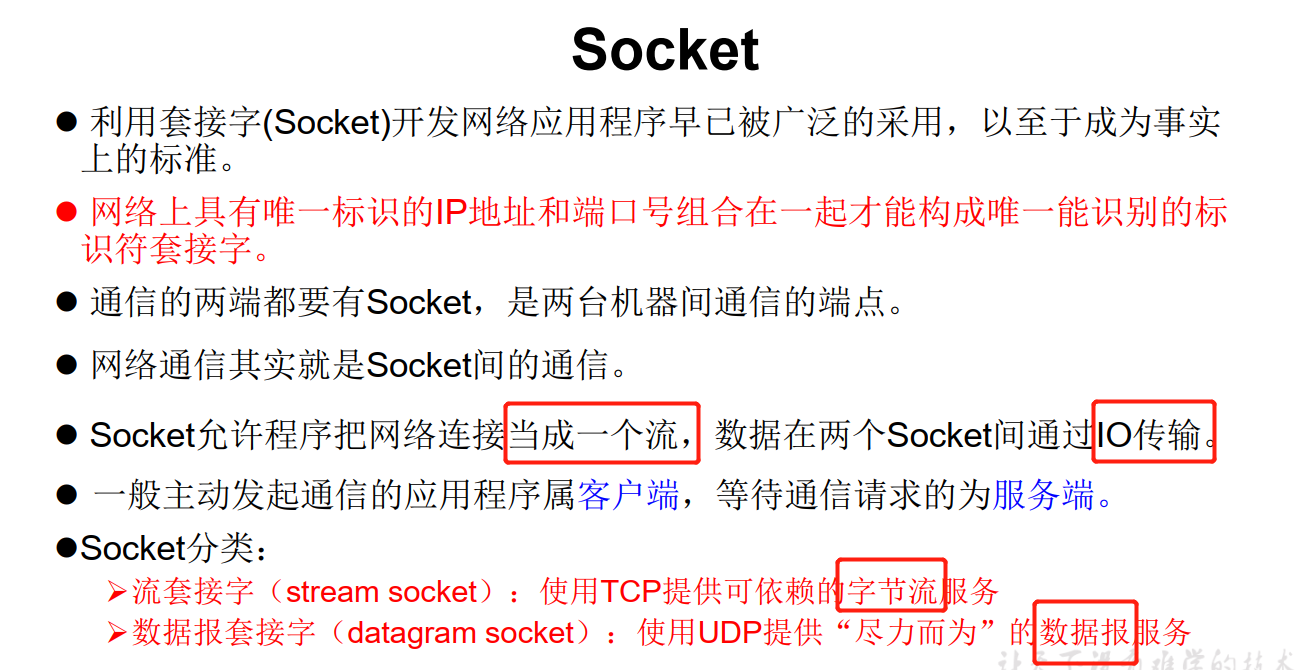 Socket
● 利用套接字(Socket)开发网络应用程序早已被广泛的采用，以至于成为事实
上的标准。
● 网络上具有唯一标识的IP地址和端口号组合在一起才能构成唯一能识别的标
识符套接字。
● 通信的两端都要有Socket，是两台机器间通信的端点。
● 网络通信其实就是Socket间的通信。
● Socket允许程序把网络连接当成一个流，数据在两个Socket间通过IO传输。
● 一般主动发起通信的应用程序属客户端，等待通信请求的为服务端。
●Socket分类：
➢流套接字（stream socket）：使用TCP提供可依赖的字节流服务
➢数据报套接字（datagram socket）：使用UDP提供“尽力而为”的数据报服务